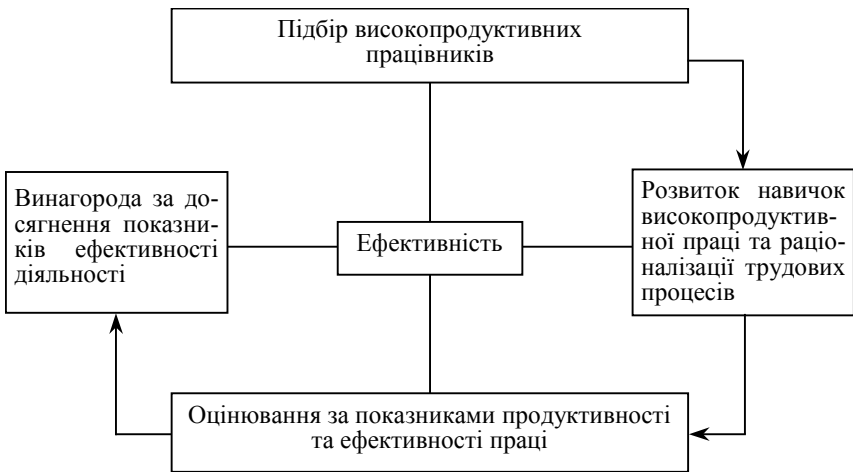 Підбір високопродуктивних
працівників
Винагорода за до-
сягнення показни-
ків ефективності
діяльності
Ефективність
Розвиток навичок
високопродуктив-
ної праці та раціо-
налізації трудових
процесів
Оцінювання за показниками продуктивності
та ефективності праці